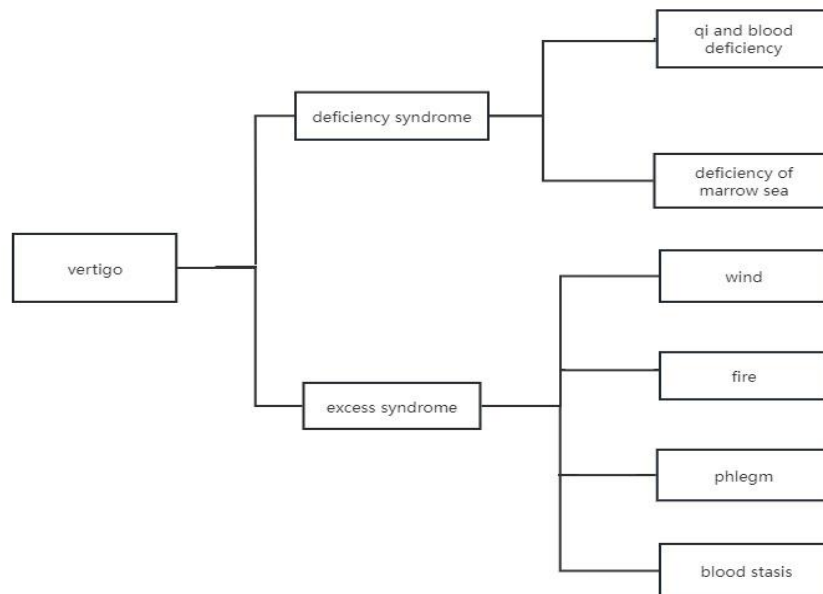 qi and blood
deficiency
deficiency syndrome
deficiency of
marrow sea
vertigo
wind
fire
excess syndrome
phlegm
blood stasis